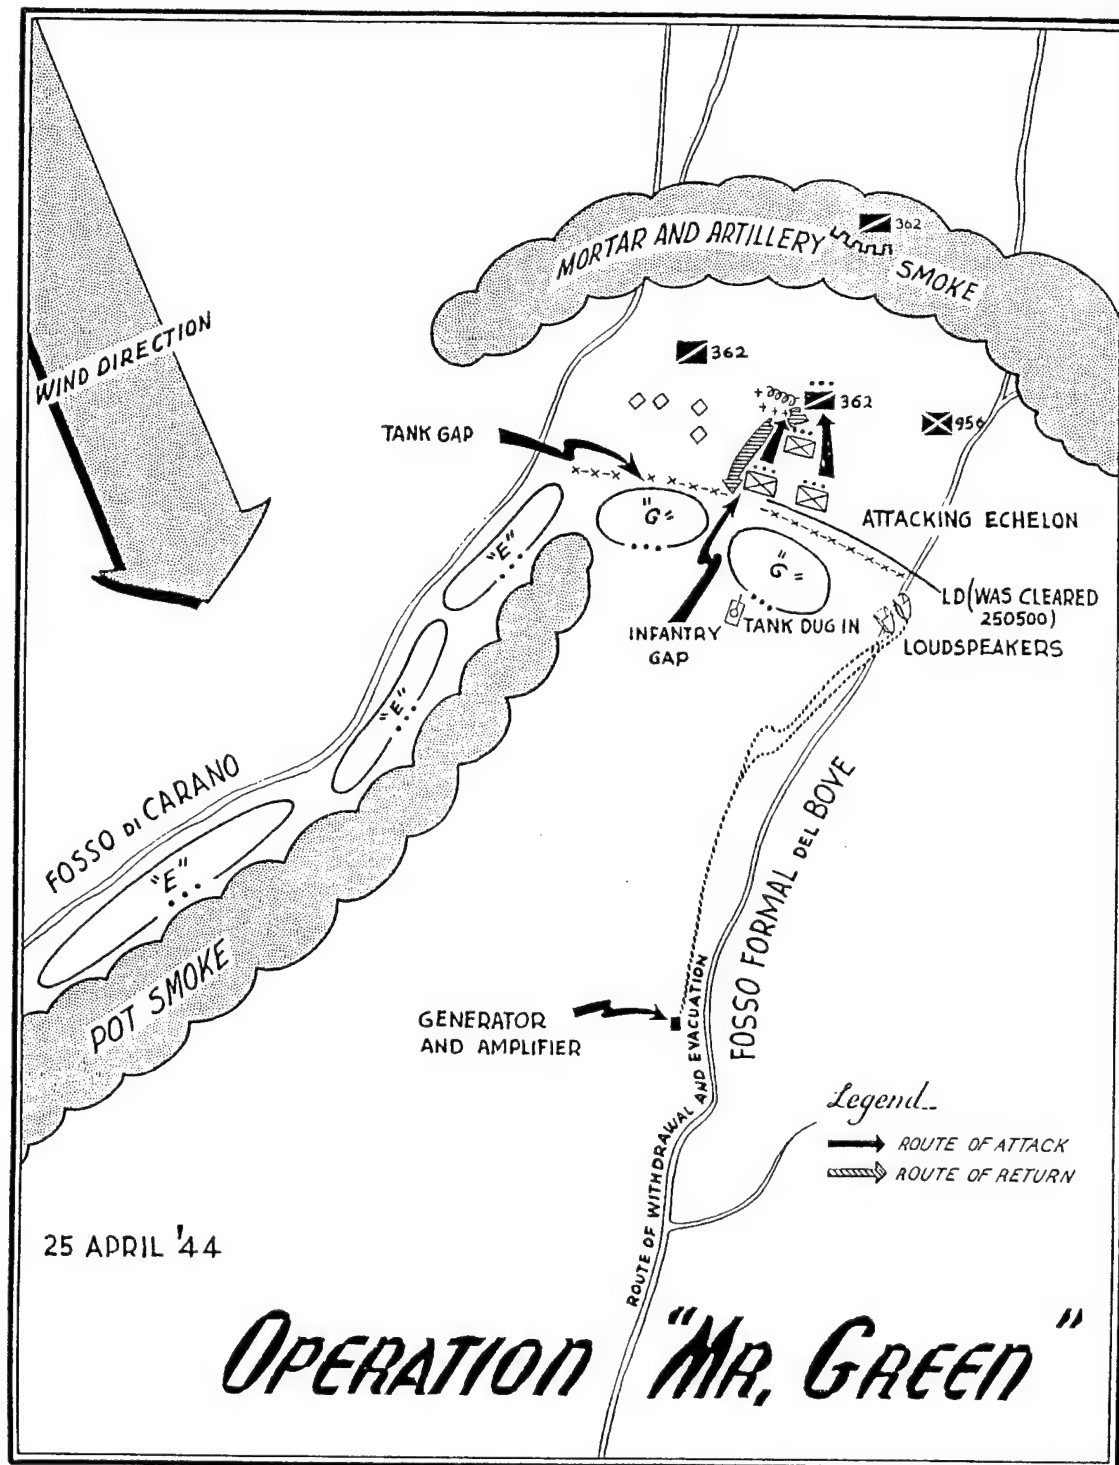 362
MORTAR AND ARTILLERY
SMOKE
WIND DIRECTION
362
362
956
TANK GAP
"G"
"E"
ATTACKING ECHELON
"G"
LD (WAS CLEARED
250500)
INFANTRY
GAP
TANK DUG IN
LOUDSPEAKERS
"E"
FOSSO DI CARANO
"E"
POT SMOKE
FOSSO FORMAL DEL BOVE
GENERATOR
AND AMPLIFIER
ROUTE OF WITHDRAWAL AND EVACUATION
Legend--
ROUTE OF ATTACK
ROUTE OF RETURN
25 APRIL '44
OPERATION "MR, GREEN"